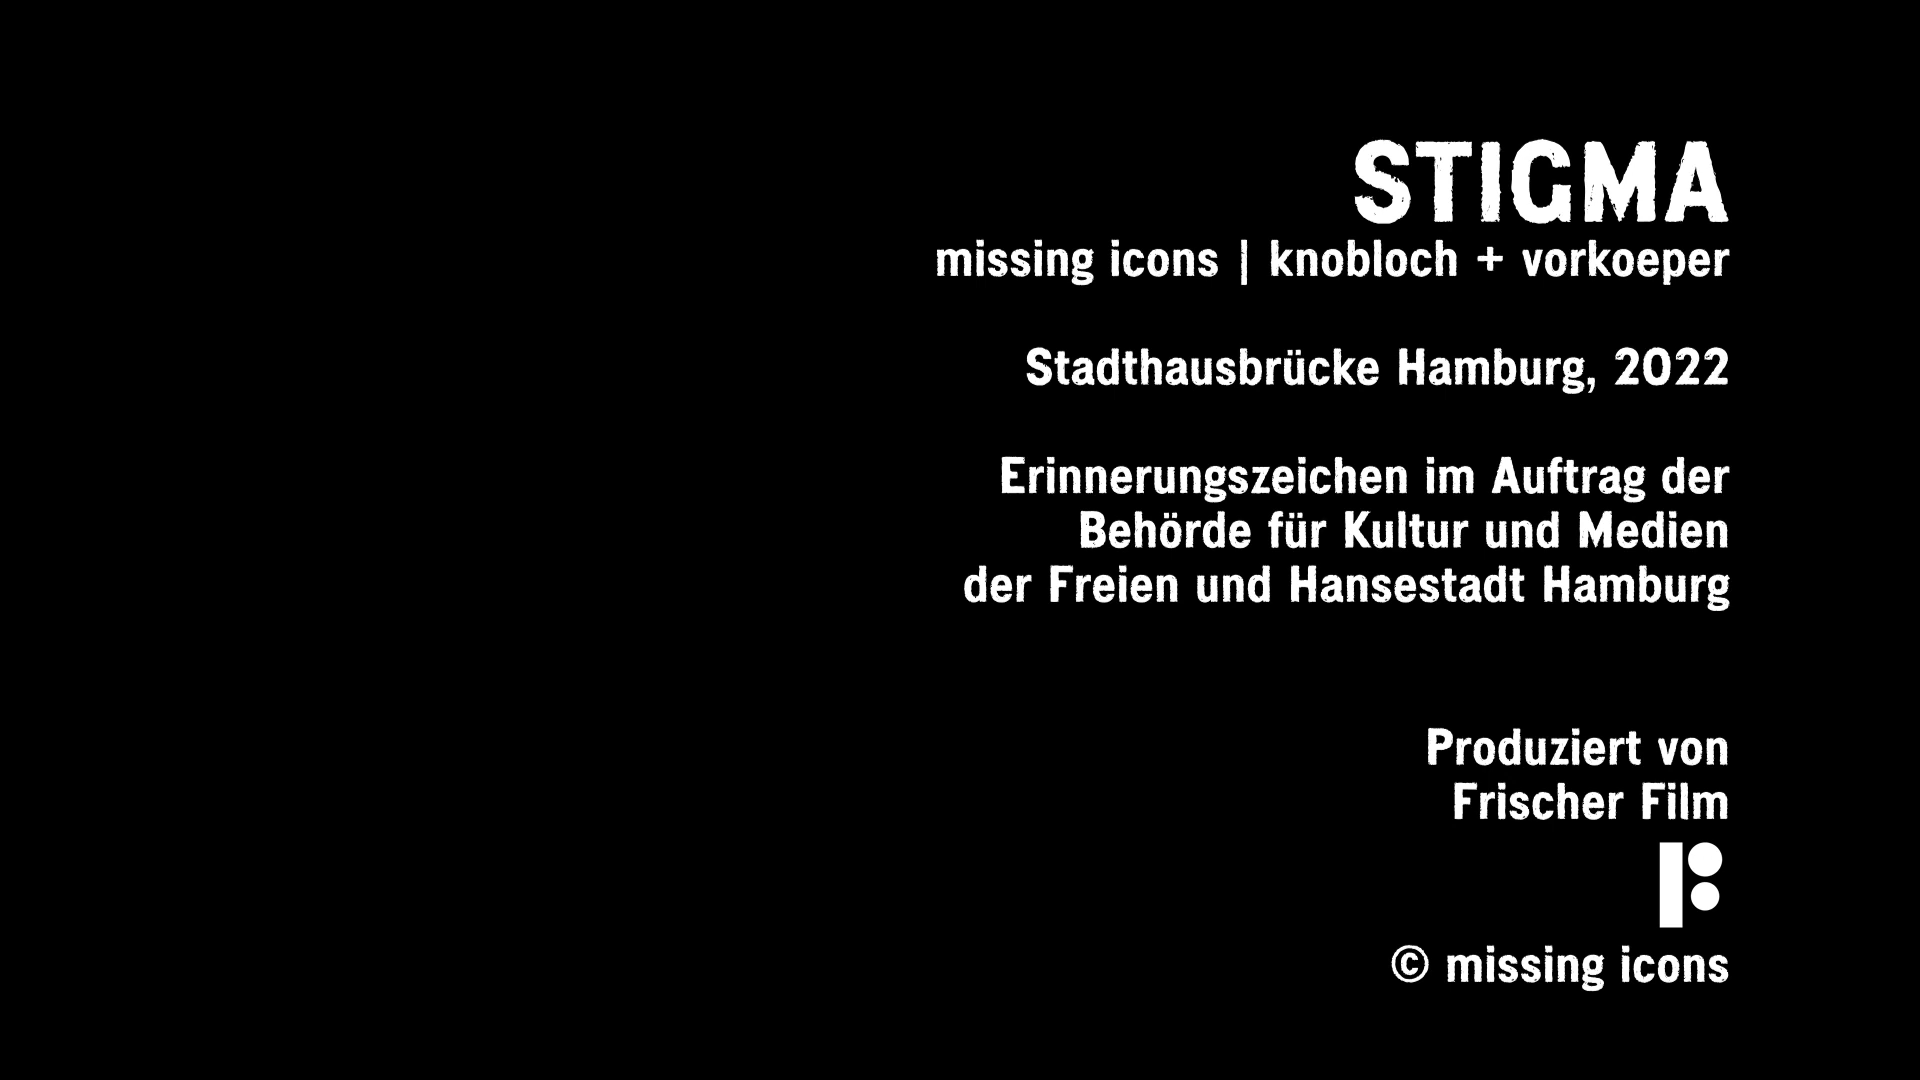 STIGMA
missing icons | knobloch + vorkoeper
Stadthausbrücke Hamburg, 2022
Erinnerungszeichen im Auftrag der
Behörde für Kultur und Medien
der Freien und Hansestadt Hamburg
Produziert von
Frischer Film
© missing icons